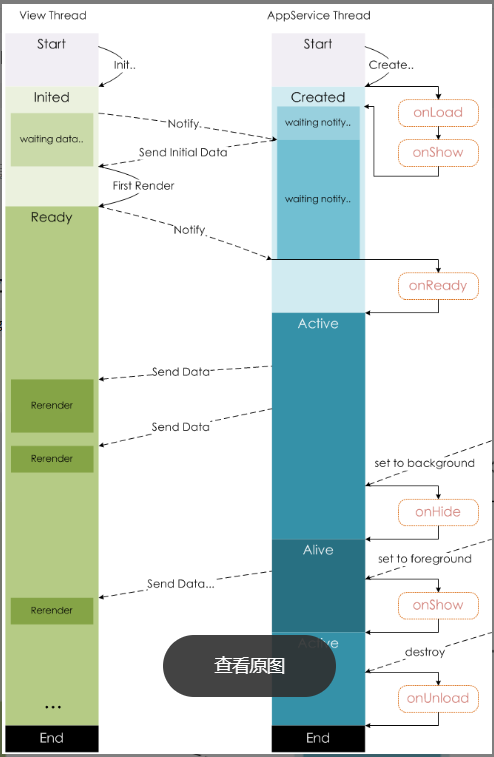 View Thread
AppService Thread
Start
Start
Init..
Create..
Inited
Created
onLoad
waiting notify..
Notify
waiting data..
Send Initial Data
onShow
First Render
waiting notify..
Ready
Notify
onReady
Active
Send Data
Rerender
Send Data
Rerender
set to background
onHide
Alive
set to foreground
Send Data...
Rerender
onShow
Active
destroy
查看原图
onUnload
...
End
End